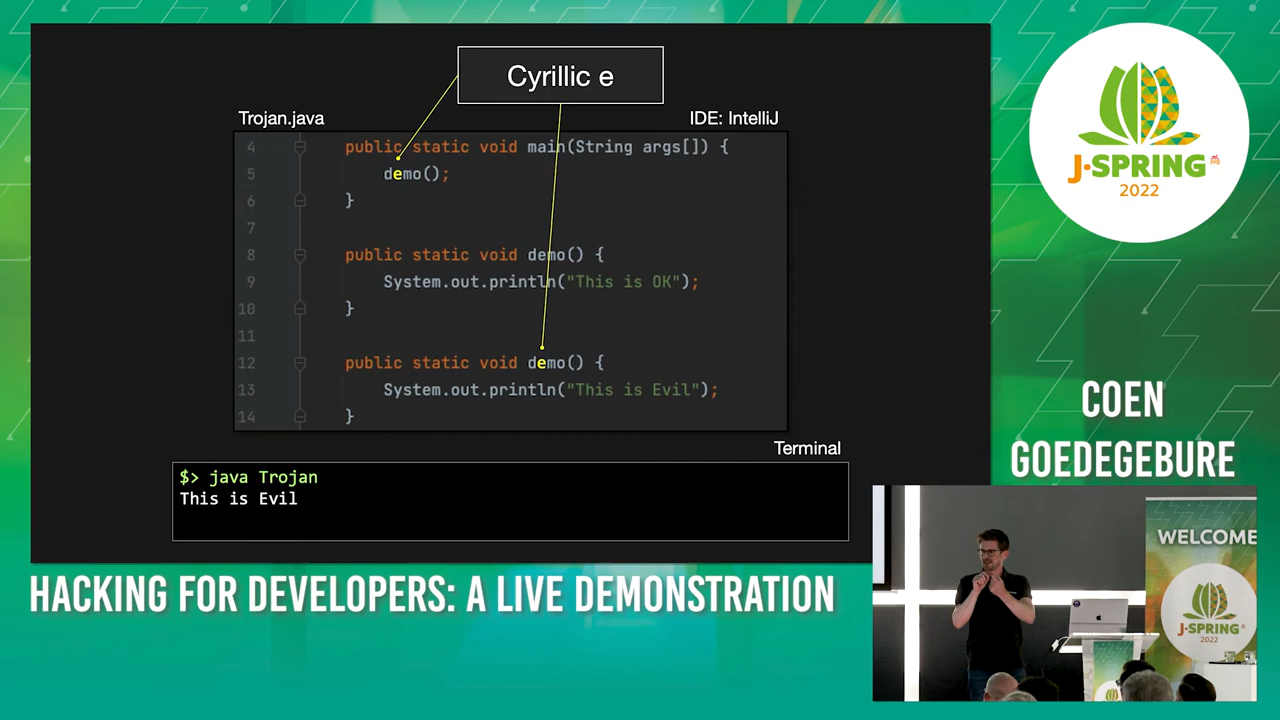 Cyrillic e
Trojan.java
IDE: IntelliJ
4 public static void main(String args[]) {
5 dеmo();
6 }
7
8 public static void demo() {
9 System.out.println("This is OK");
10 }
11
12 public static void dеmo() {
13 System.out.println("This is Evil");
14 }
Terminal
$> java Trojan
This is Evil
J·SPRING
2022
COEN
GOEDEGEBURE
WELCOME
J·SPRING
2022
HACKING FOR DEVELOPERS: A LIVE DEMONSTRATION